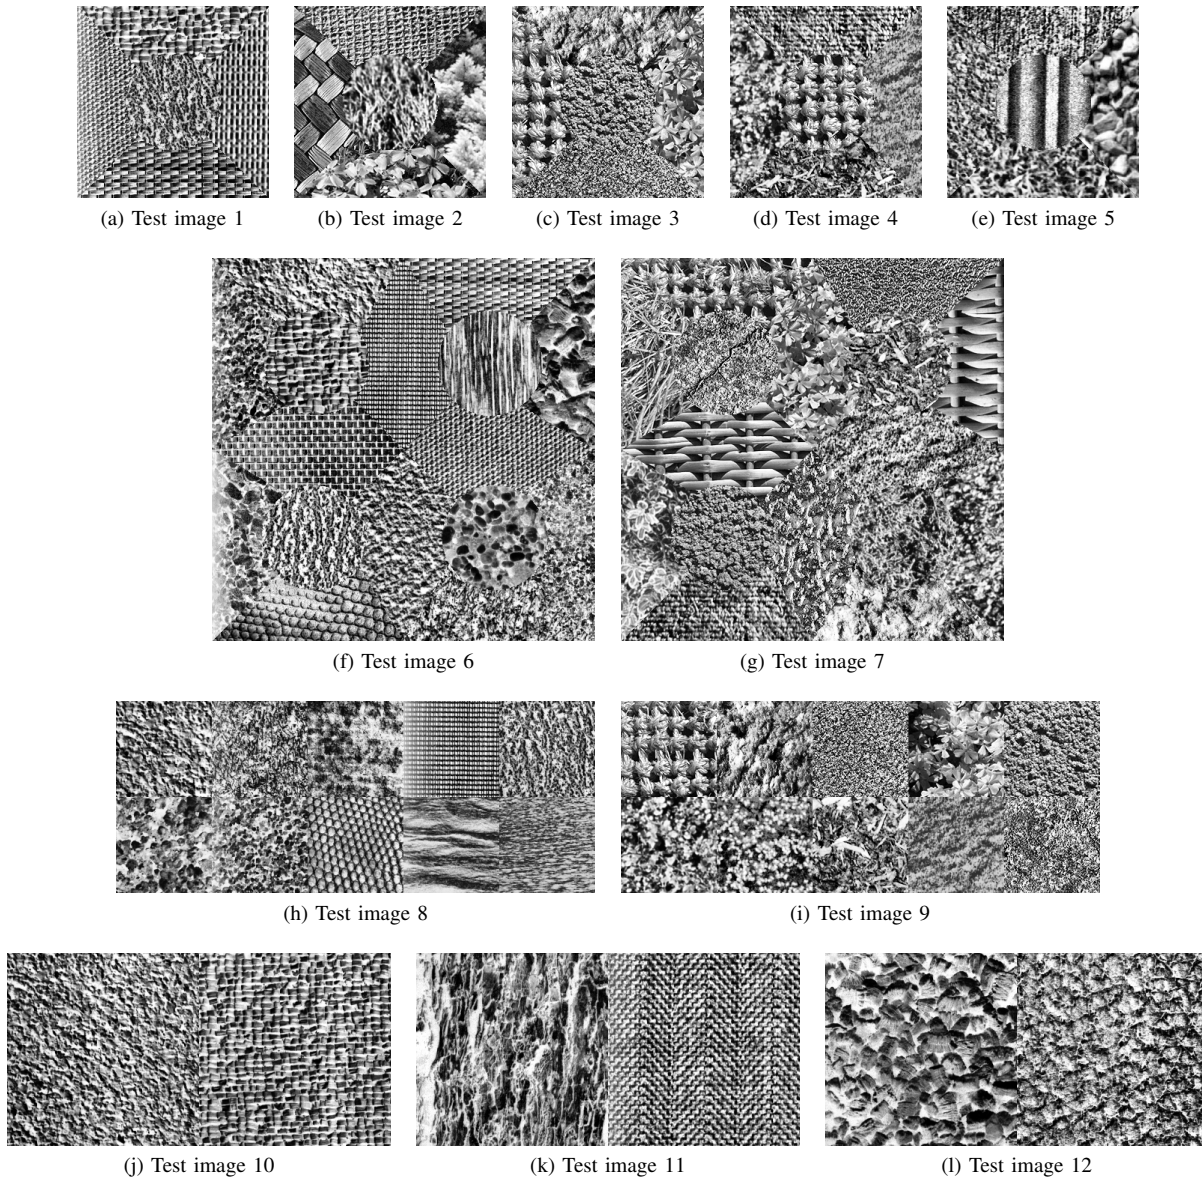 (a) Test image 1
(b) Test image 2
(c) Test image 3
(d) Test image 4
(e) Test image 5
(f) Test image 6
(g) Test image 7
(h) Test image 8
(i) Test image 9
(j) Test image 10
(k) Test image 11
(l) Test image 12